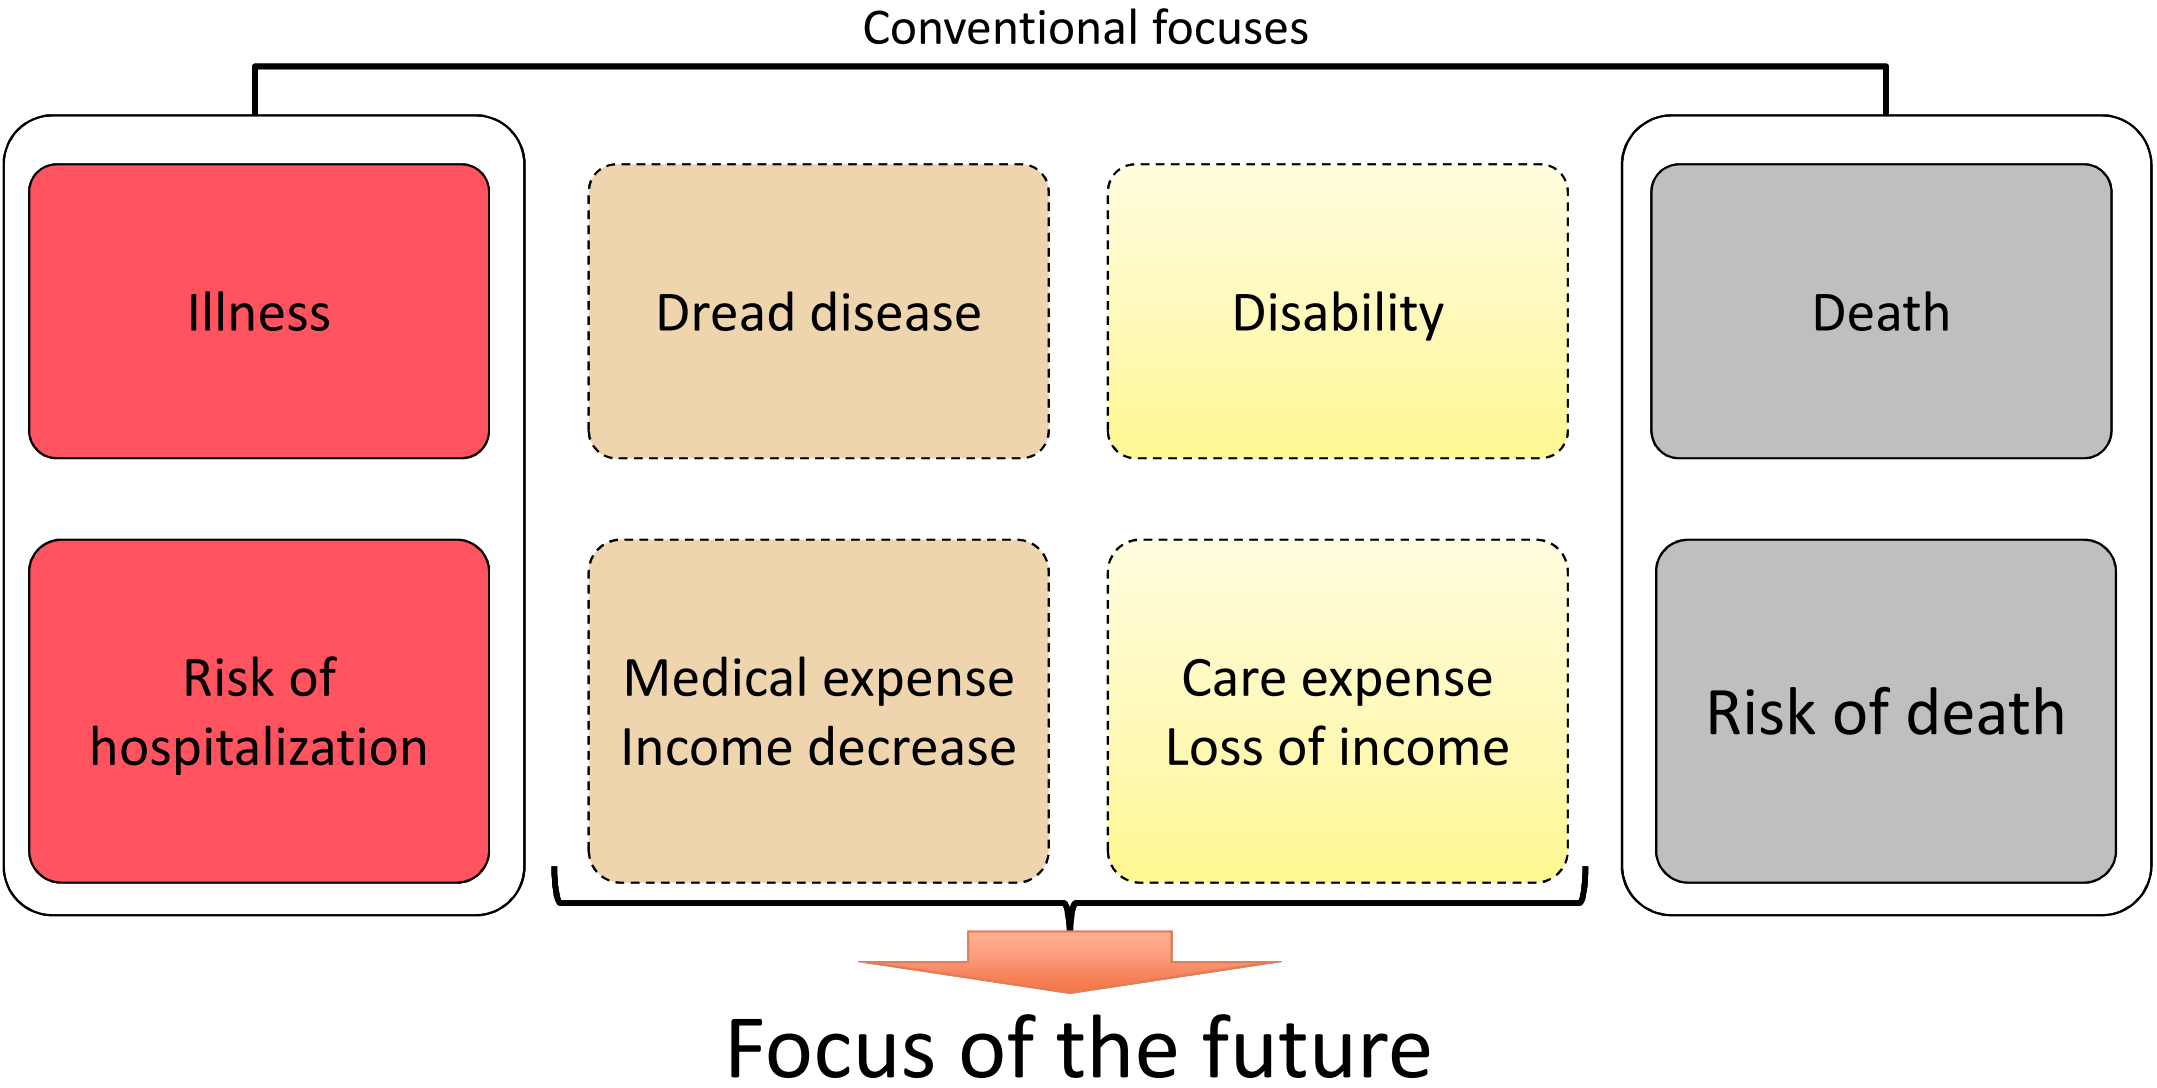 Conventional focuses
Illness
Dread disease
Disability
Death
Risk of
hospitalization
Medical expense
Income decrease
Care expense
Loss of income
Risk of death
Focus of the future